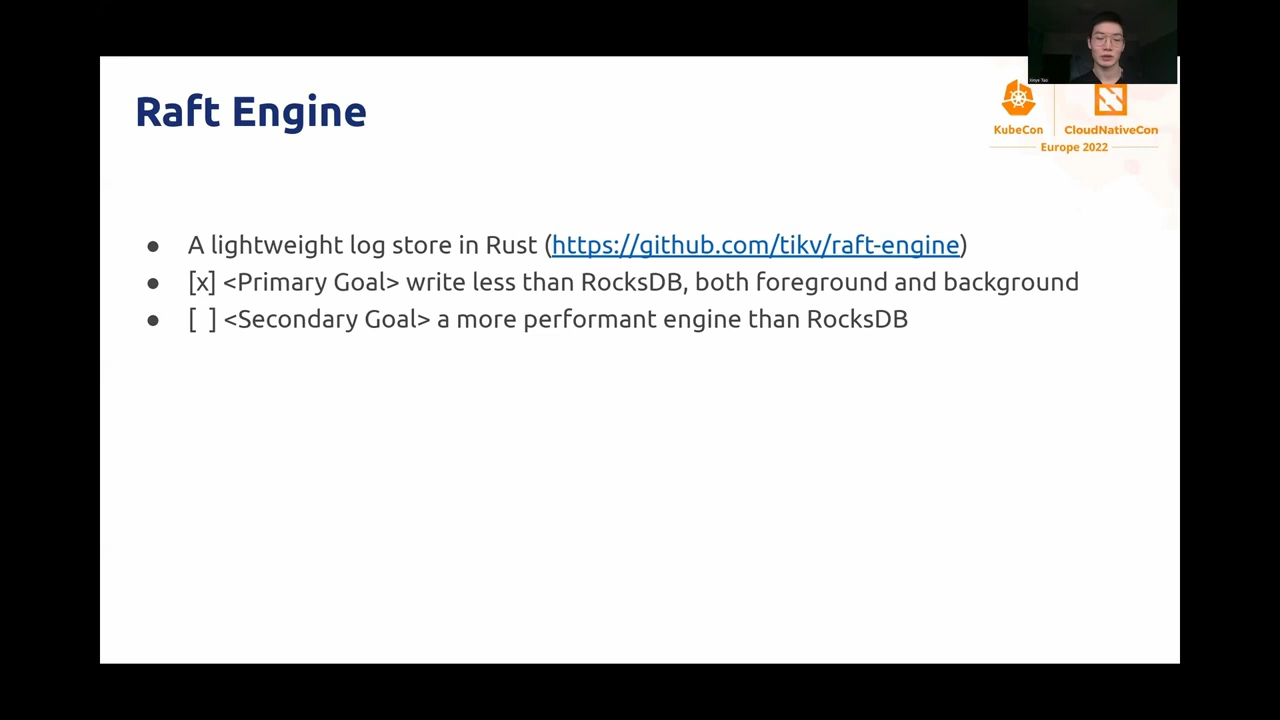 Raft Engine
KubeCon
CloudNativeCon
Europe 2022
● A lightweight log store in Rust (https://github.com/tikv/raft-engine)
● [x] <Primary Goal> write less than RocksDB, both foreground and background
● [ ] <Secondary Goal> a more performant engine than RocksDB